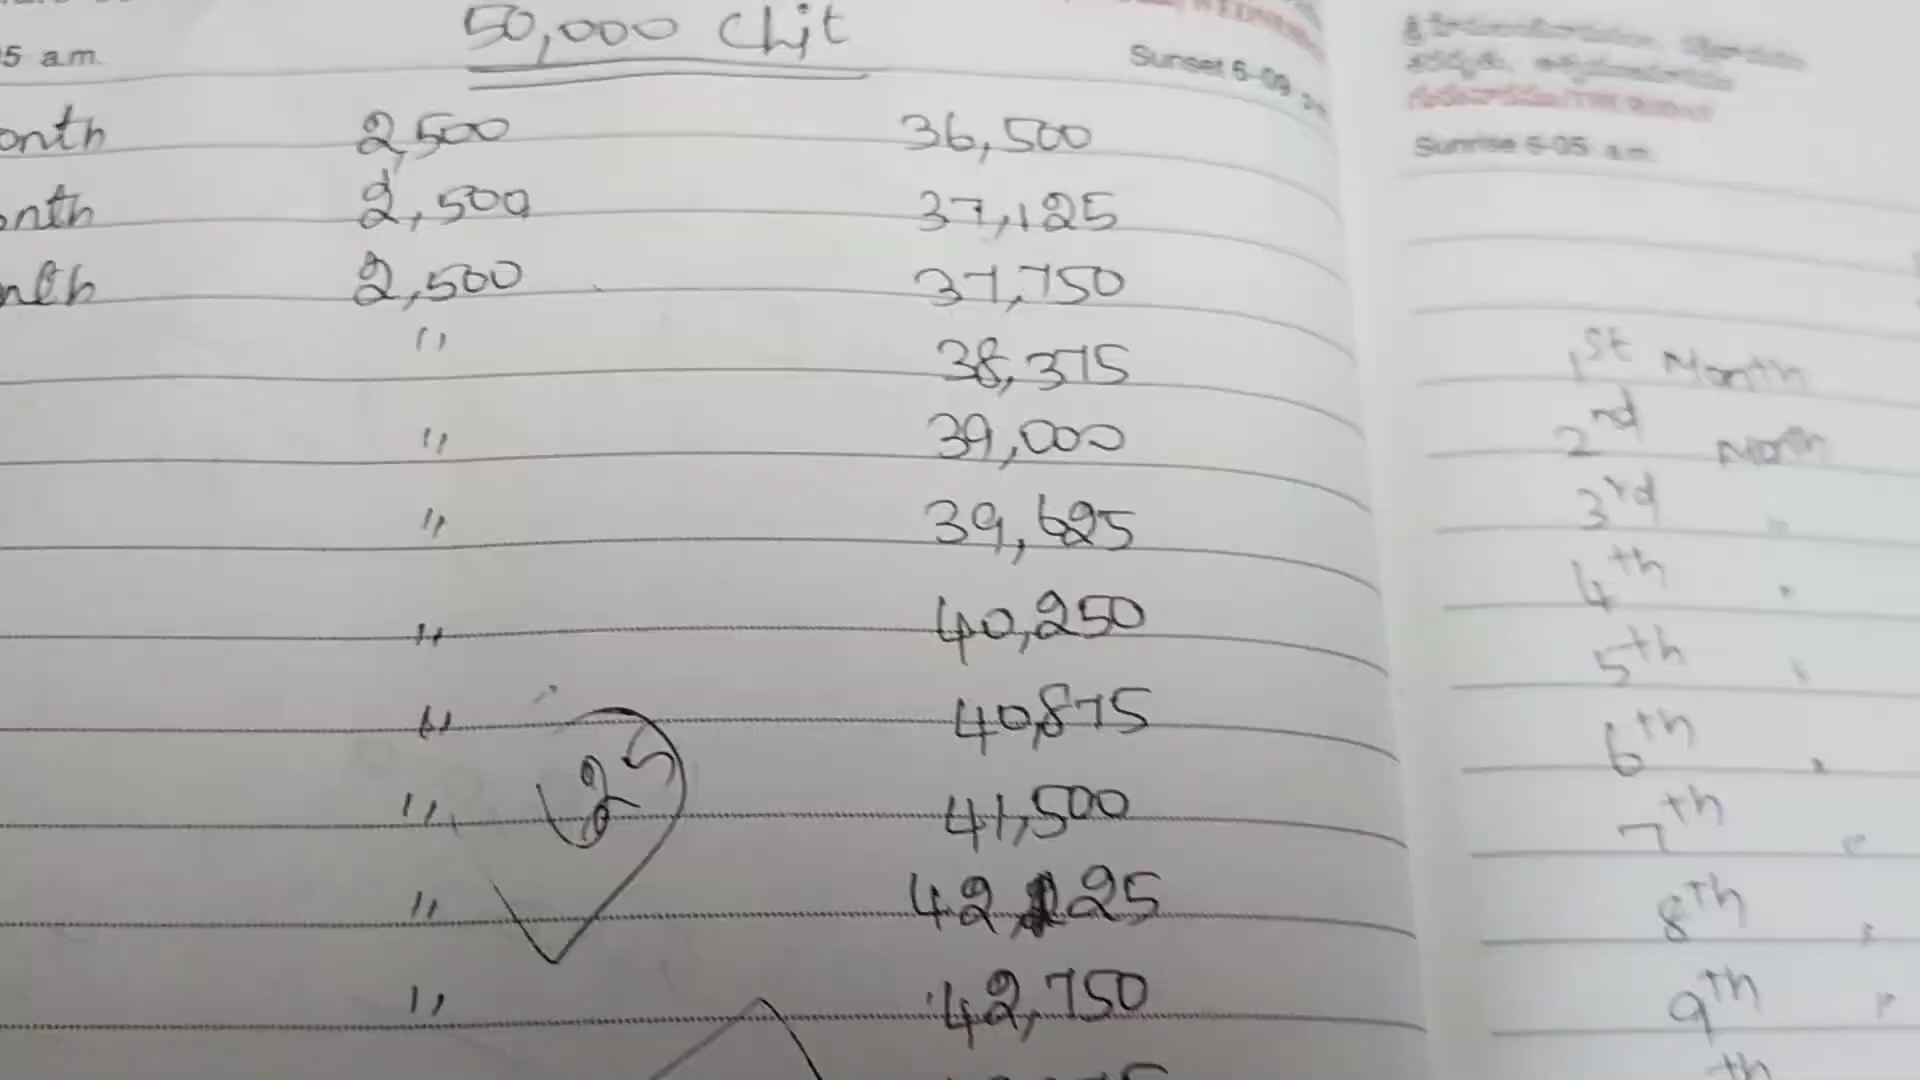 50,000 Chit
5 a.m.
Sunset 6-09
onth 2,500 36,500
onth 2,500 37,125
nth 2,500 37,750
" 38,375
" 39,000
" 39,625
" 40,250
" 40,875
25
" 41,500
" 42,125
" 42,750
Sunrise 6-05 a.m.
1st Month
2nd Month
3rd "
4th "
5th "
6th "
7th "
8th "
9th "
th